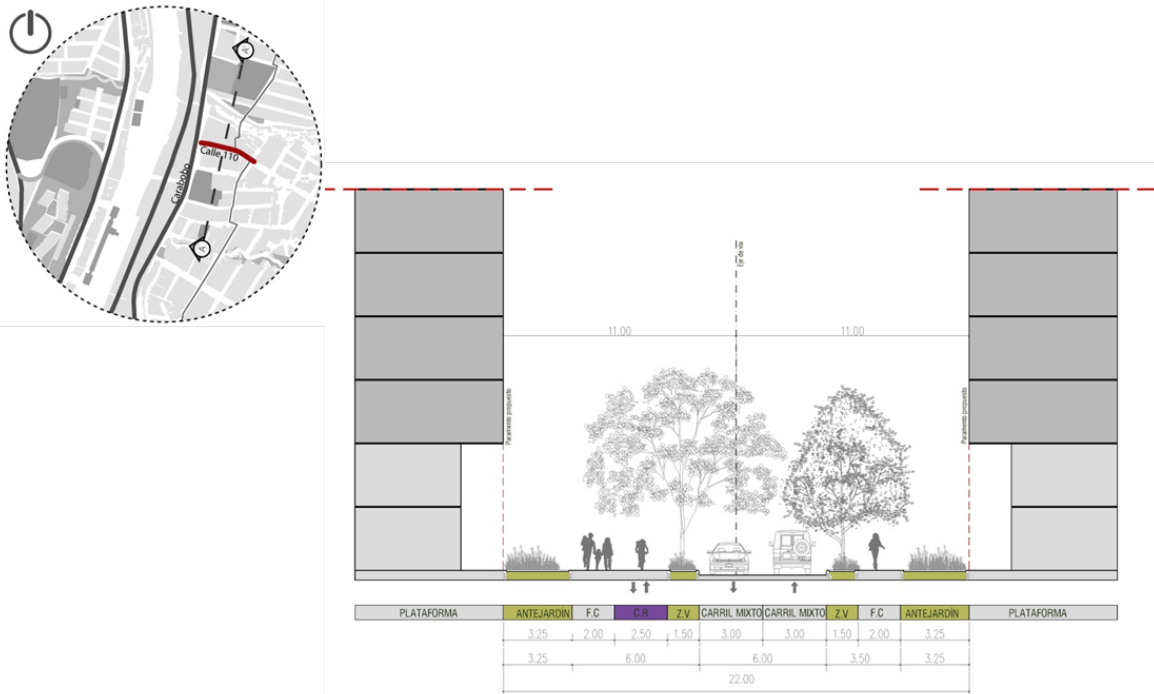 A
Calle 110
Carabobo
A
Eje de vía
11.00 11.00
Paramento propuesto
Paramento propuesto
PLATAFORMA ANTEJARDÍN F.C C.R Z.V CARRIL MIXTO CARRIL MIXTO Z.V F.C ANTEJARDÍN PLATAFORMA
3.25 2.00 2.50 1.50 3.00 3.00 1.50 2.00 3.25
3.25 6.00 6.00 3.50 3.25
22.00